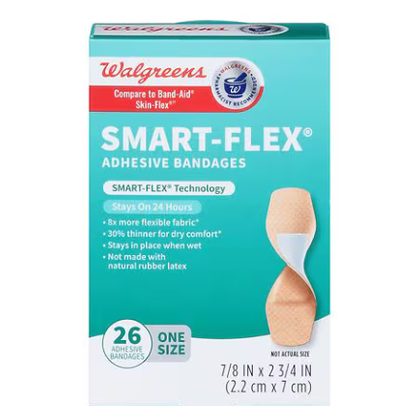 Walgreens
Compare to Band-Aid®
Skin-Flex®†
WALGREENS
PHARMACIST RECOMMENDED
SMART-FLEX®
ADHESIVE BANDAGES
SMART-FLEX® Technology
Stays On 24 Hours
• 8x more flexible fabric*
• 30% thinner for dry comfort*
• Stays in place when wet
• Not made with
natural rubber latex
26
ADHESIVE
BANDAGES
ONE
SIZE
NOT ACTUAL SIZE
7/8 IN x 2 3/4 IN
(2.2 cm x 7 cm)